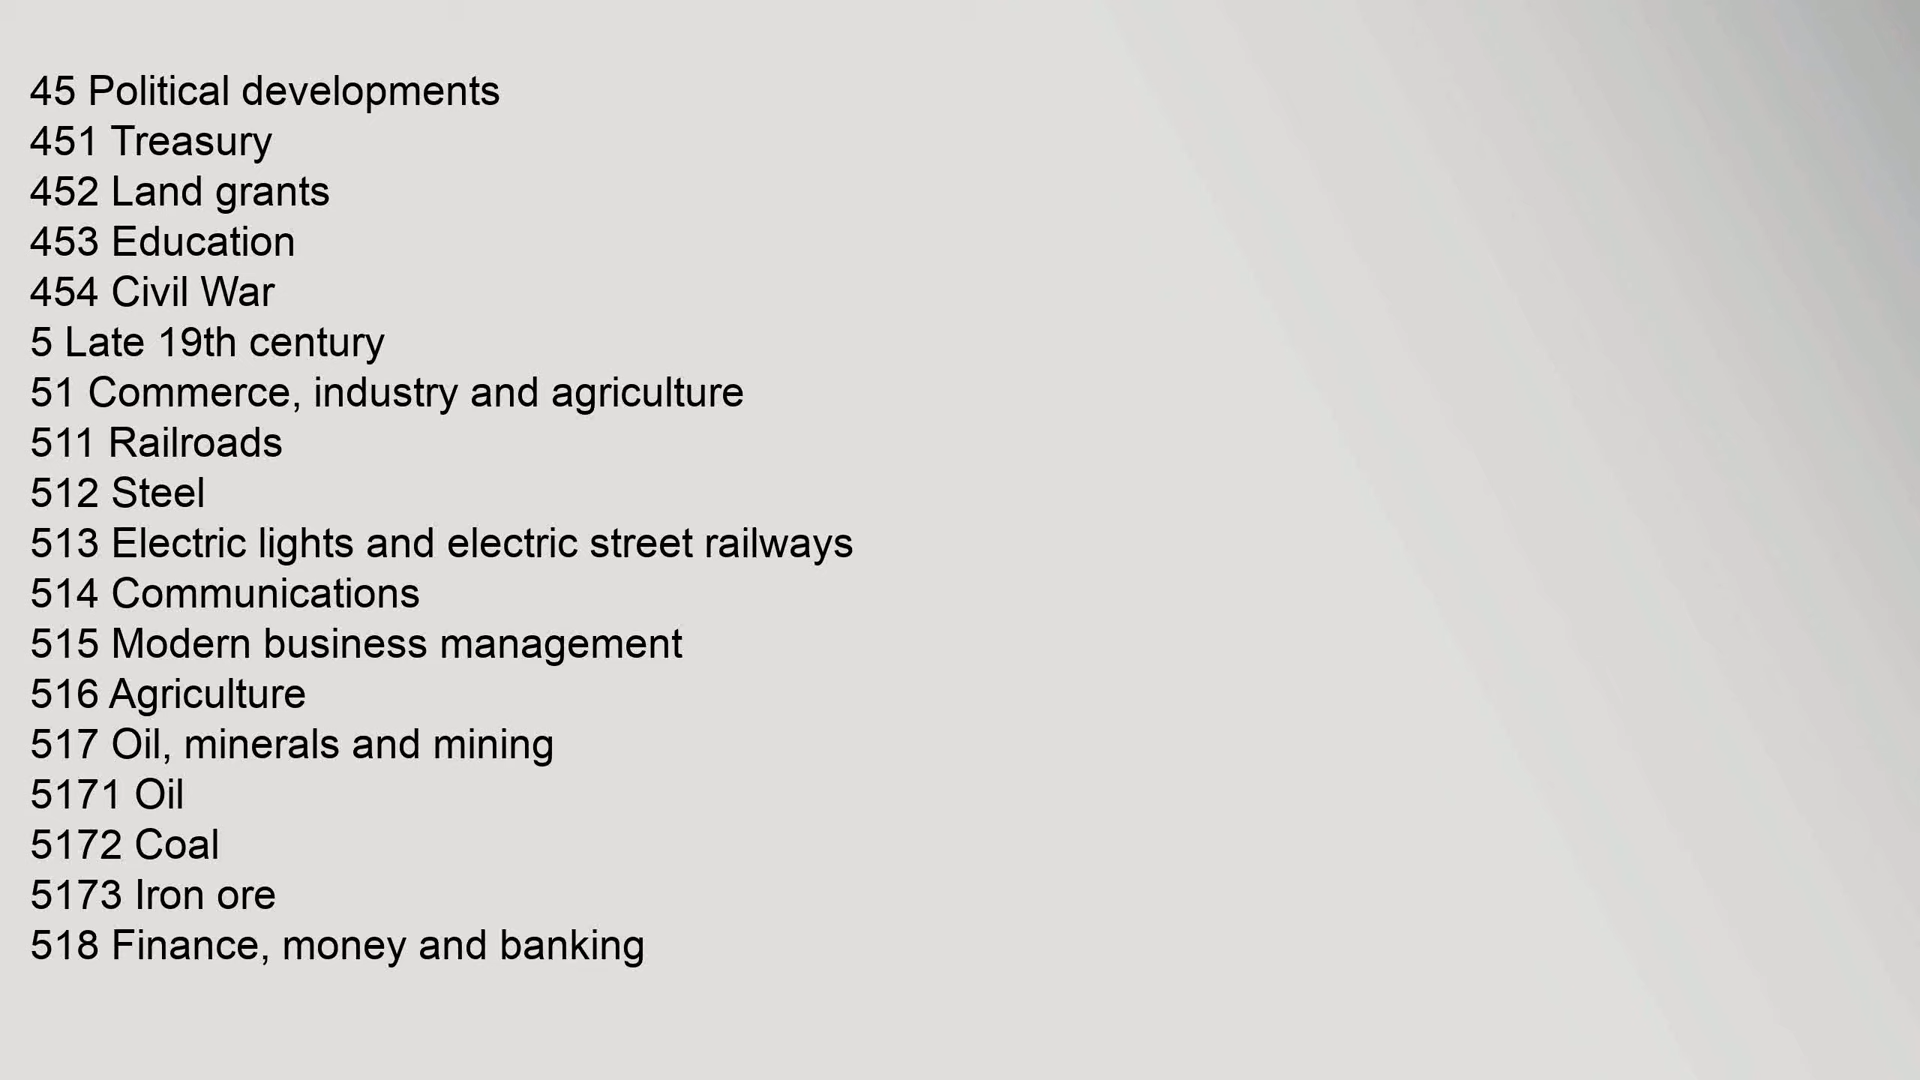 45 Political developments
451 Treasury
452 Land grants
453 Education
454 Civil War
5 Late 19th century
51 Commerce, industry and agriculture
511 Railroads
512 Steel
513 Electric lights and electric street railways
514 Communications
515 Modern business management
516 Agriculture
517 Oil, minerals and mining
5171 Oil
5172 Coal
5173 Iron ore
518 Finance, money and banking